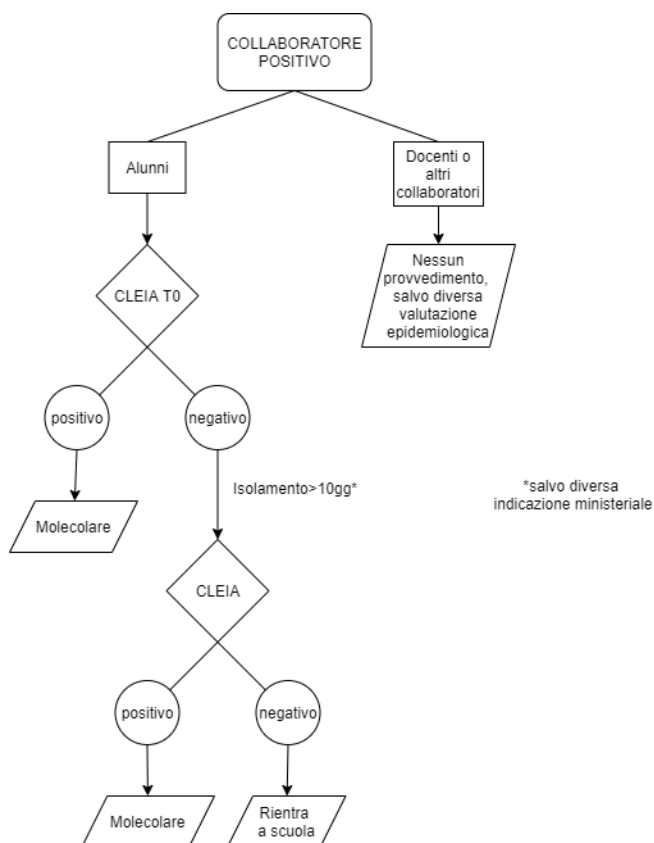 COLLABORATORE
POSITIVO
Alunni
Docenti o
altri
collaboratori
Nessun
provvedimento,
salvo diversa
valutazione
epidemiologica
CLEIA T0
positivo
negativo
Isolamento>10gg*
*salvo diversa
indicazione ministeriale
Molecolare
CLEIA
positivo
negativo
Molecolare
Rientra
a scuola